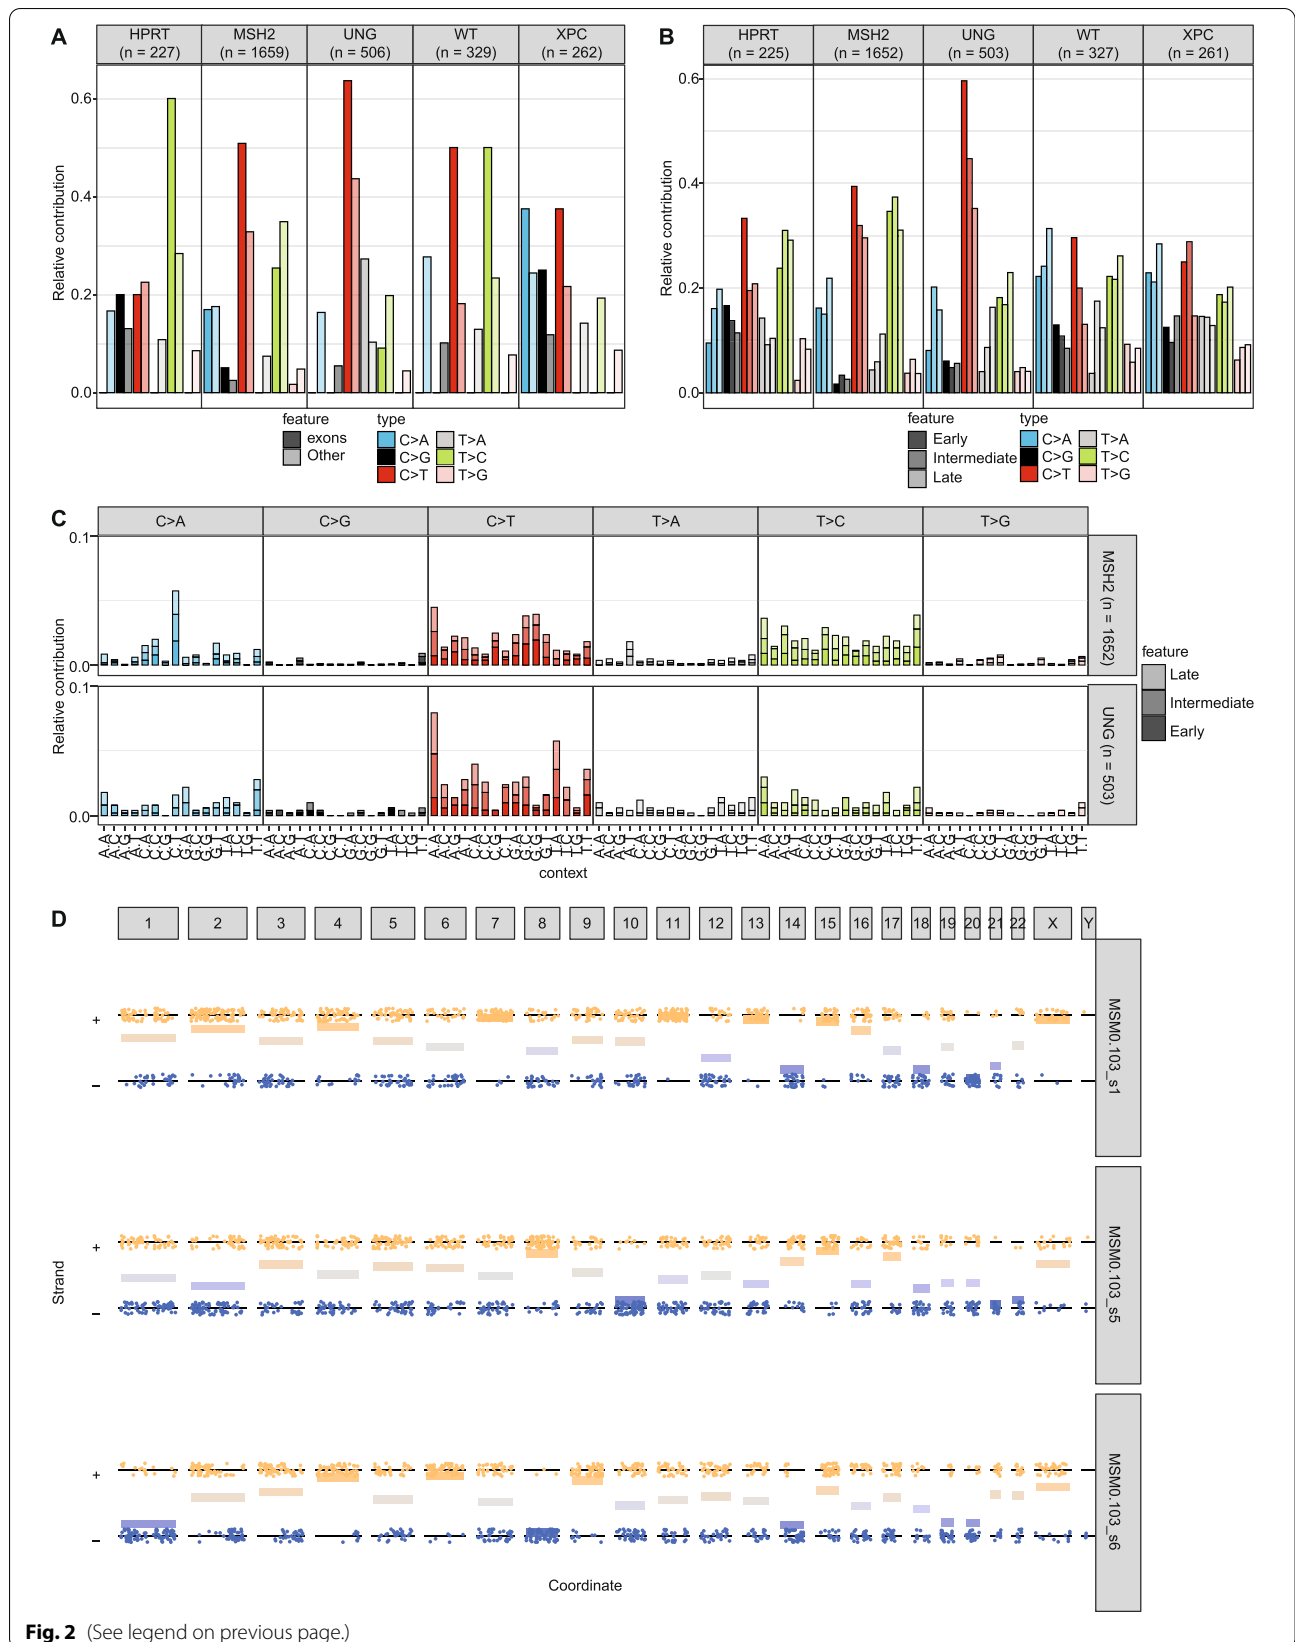 A
HPRT
(n = 227)
MSH2
(n = 1659)
UNG
(n = 506)
WT
(n = 329)
XPC
(n = 262)
Relative contribution
0.6
0.4
0.2
0.0
feature
exons
Other
type
C>A
C>G
C>T
T>A
T>C
T>G
B
HPRT
(n = 225)
MSH2
(n = 1652)
UNG
(n = 503)
WT
(n = 327)
XPC
(n = 261)
Relative contribution
0.6
0.4
0.2
0.0
feature
Early
Intermediate
Late
type
C>A
C>G
C>T
T>A
T>C
T>G
C
C>A
C>G
C>T
T>A
T>C
T>G
0.1
0.0
0.1
0.0
Relative contribution
MSH2 (n = 1652)
UNG (n = 503)
feature
Late
Intermediate
Early
context
D
1 2 3 4 5 6 7 8 9 10 11 12 13 14 15 16 17 18 19 20 21 22 X Y
+
–
MSM0.103_s1
+
–
MSM0.103_s5
+
–
MSM0.103_s6
Strand
Coordinate
Fig. 2 (See legend on previous page.)